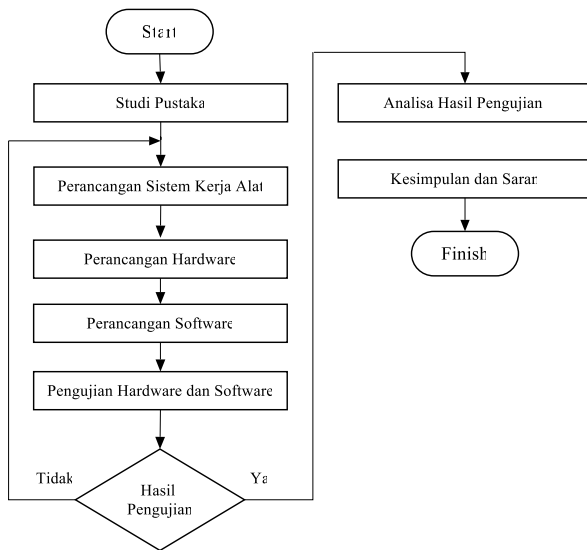 Start
Studi Pustaka
Perancangan Sistem Kerja Alat
Perancangan Hardware
Perancangan Software
Pengujian Hardware dan Software
Tidak
Hasil
Pengujian
Ya
Analisa Hasil Pengujian
Kesimpulan dan Saran
Finish